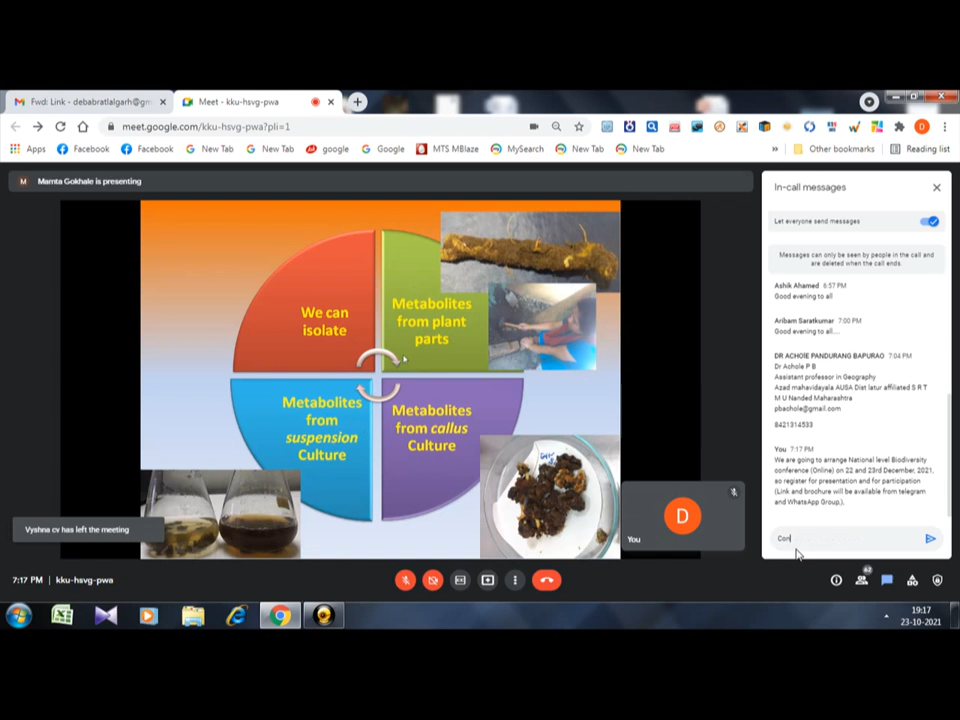 Fwd: Link - debabratlalgarh@gm
Meet - kku-hsvg-pwa
meet.google.com/kku-hsvg-pwa?pli=1
D
Apps
Facebook
Facebook
New Tab
New Tab
google
Google
MTS MBlaze
MySearch
New Tab
New Tab
»
Other bookmarks
Reading list
M
Mamta Gokhale is presenting
We can
isolate
Metabolites
from plant
parts
Metabolites
from
suspension
Culture
Metabolites
from callus
Culture
Vyshna cv has left the meeting
D
You
In-call messages
Let everyone send messages
Messages can only be seen by people in the call and
are deleted when the call ends.
Ashik Ahamed 6:57 PM
Good evening to all
Aribam Saratkumar 7:00 PM
Good evening to all....
DR ACHOlE PANDURANG BAPURAO 7:04 PM
Dr Achole P B
Assistant professor in Geography
Azad mahavidayala AUSA Dist latur affiliated S R T
M U Nanded Maharashtra
pbachole@gmail.com
8421314533
You 7:17 PM
We are going to arrange National level Biodiversity
conference (Online) on 22 and 23rd December, 2021,
so register for presentation and for participation
(Link and brochure will be available from telegram
and WhatsApp Group,),
Con
7:17 PM | kku-hsvg-pwa
62
19:17
23-10-2021